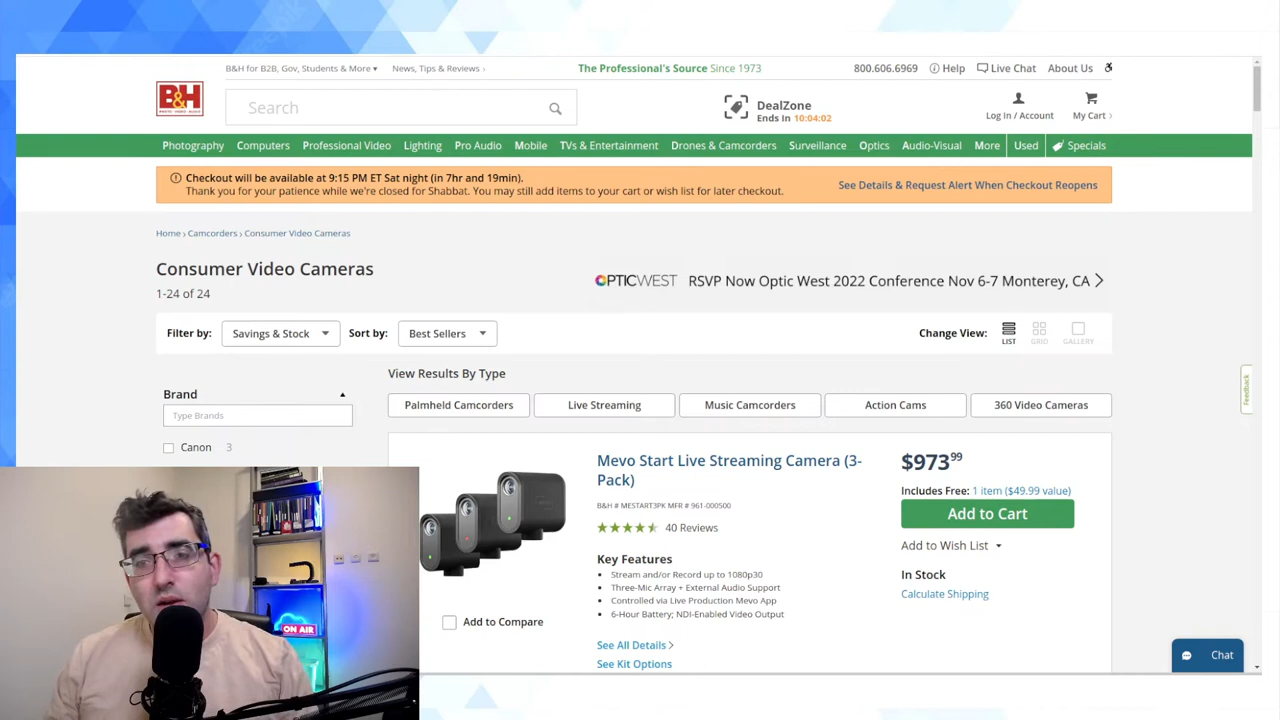 B&H for B2B, Gov, Students & More
News, Tips & Reviews
The Professional's Source Since 1973
800.606.6969
Help
Live Chat
About Us
B&H
PHOTO · VIDEO · AUDIO
Search
DealZone
Ends in 10:04:02
Log In / Account
My Cart
Photography Computers Professional Video Lighting Pro Audio Mobile TVs & Entertainment Drones & Camcorders Surveillance Optics Audio-Visual More Used Specials
Checkout will be available at 9:15 PM ET Sat night (in 7hr and 19min).
Thank you for your patience while we're closed for Shabbat. You may still add items to your cart or wish list for later checkout.
See Details & Request Alert When Checkout Reopens
Home › Camcorders › Consumer Video Cameras
Consumer Video Cameras
1-24 of 24
OPTICWEST RSVP Now Optic West 2022 Conference Nov 6-7 Monterey, CA
Filter by: Savings & Stock Sort by: Best Sellers
Change View:
LIST
GRID
GALLERY
View Results By Type
Palmheld Camcorders Live Streaming Music Camcorders Action Cams 360 Video Cameras
Brand
Type Brands
Canon 3
Feedback
Mevo Start Live Streaming Camera (3-
Pack)
B&H # MESTART3PK MFR # 961-000500
40 Reviews
Key Features
• Stream and/or Record up to 1080p30
• Three-Mic Array + External Audio Support
• Controlled via Live Production Mevo App
• 6-Hour Battery; NDI-Enabled Video Output
See All Details
See Kit Options
Add to Compare
$973.99
Includes Free: 1 item ($49.99 value)
Add to Cart
Add to Wish List
In Stock
Calculate Shipping
Chat
ON AIR